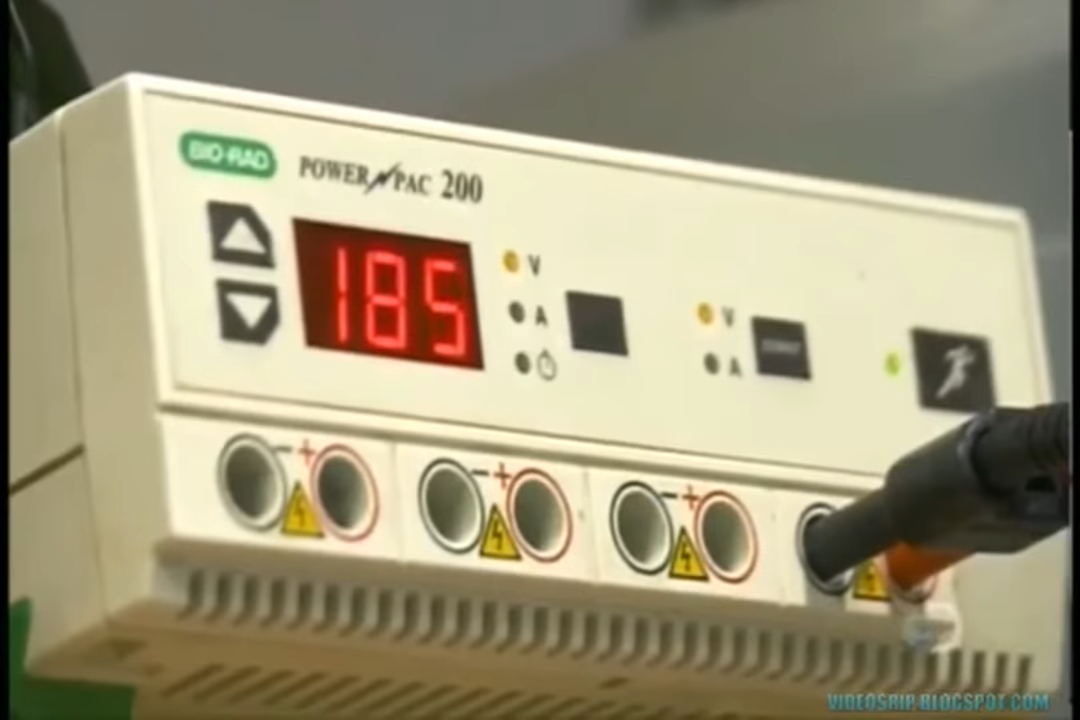 BIO-RAD
POWER PAC 200
185
V
A
V
A
- +
- +
- +
VIDEOSRIP.BLOGSPOT.COM